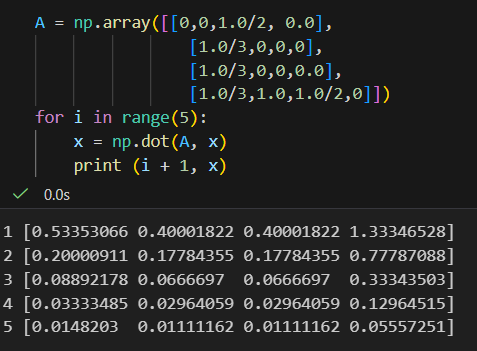 A = np.array([[0,0,1.0/2, 0.0],
[1.0/3,0,0,0],
[1.0/3,0,0,0.0],
[1.0/3,1.0,1.0/2,0]])
for i in range(5):
x = np.dot(A, x)
print (i + 1, x)
0.0s
1 [0.53353066 0.40001822 0.40001822 1.33346528]
2 [0.20000911 0.17784355 0.17784355 0.77787088]
3 [0.08892178 0.0666697  0.0666697  0.33343503]
4 [0.03333485 0.02964059 0.02964059 0.12964515]
5 [0.0148203  0.01111162 0.01111162 0.05557251]